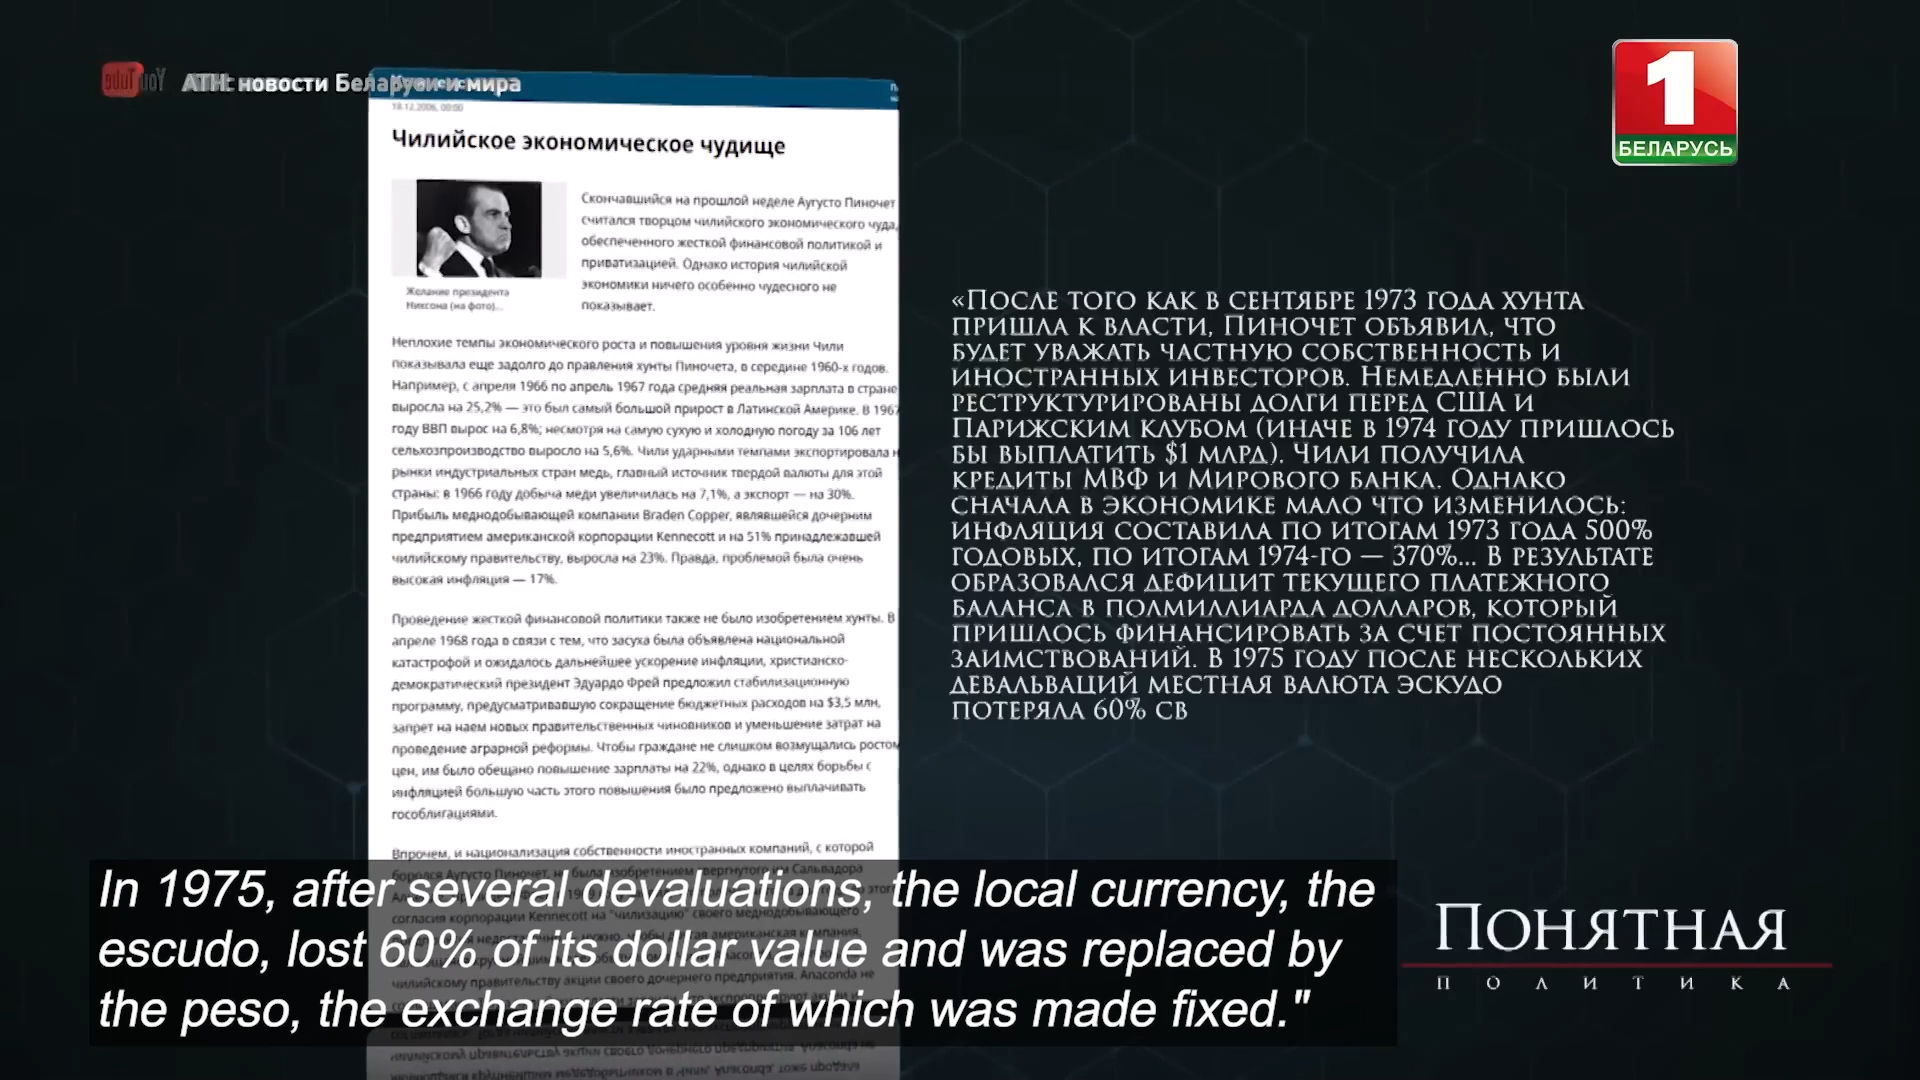 АТН: новости Беларуси и мира
1
БЕЛАРУСЬ
18.12.2006, 00:00
Чилийское экономическое чудище
Скончавшийся на прошлой неделе Аугусто Пиночет
считался творцом чилийского экономического чуда,
обеспеченного жесткой финансовой политикой и
приватизацией. Однако история чилийской
экономики ничего особенно чудесного не
показывает.
Желание президента
Никсона (на фото)...
Неплохие темпы экономического роста и повышения уровня жизни Чили
показывала еще задолго до правления хунты Пиночета, в середине 1960-х годов.
Например, с апреля 1966 по апрель 1967 года средняя реальная зарплата в стране
выросла на 25,2% — это был самый большой прирост в Латинской Америке. В 1967
году ВВП вырос на 6,8%; несмотря на самую сухую и холодную погоду за 106 лет
сельхозпроизводство выросло на 5,6%. Чили ударными темпами экспортировала н
рынки индустриальных стран медь, главный источник твердой валюты для этой
страны: в 1966 году добыча меди увеличилась на 7,1%, а экспорт — на 30%.
Прибыль меднодобывающей компании Braden Copper, являвшейся дочерним
предприятием американской корпорации Kennecott и на 51% принадлежавшей
чилийскому правительству, выросла на 23%. Правда, проблемой была очень
высокая инфляция — 17%.
Проведение жесткой финансовой политики также не было изобретением хунты. В
апреле 1968 года в связи с тем, что засуха была объявлена национальной
катастрофой и ожидалось дальнейшее ускорение инфляции, христианско-
демократический президент Эдуардо Фрей предложил стабилизационную
программу, предусматривавшую сокращение бюджетных расходов на $3,5 млн,
запрет на наем новых правительственных чиновников и уменьшение затрат на
проведение аграрной реформы. Чтобы граждане не слишком возмущались ростом
цен, им было обещано повышение зарплаты на 22%, однако в целях борьбы с
инфляцией большую часть этого повышения было предложено выплачивать
гособлигациями.
Впрочем, и национализация собственности иностранных компаний, с которой
«После того как в сентябре 1973 года хунта
пришла к власти, Пиночет объявил, что
будет уважать частную собственность и
иностранных инвесторов. Немедленно были
реструктурированы долги перед США и
Парижским клубом (иначе в 1974 году пришлось
бы выплатить $1 млрд). Чили получила
кредиты МВФ и Мирового банка. Однако
сначала в экономике мало что изменилось:
инфляция составила по итогам 1973 года 500%
годовых, по итогам 1974-го — 370%... В результате
образовался дефицит текущего платежного
баланса в полмиллиарда долларов, который
пришлось финансировать за счет постоянных
заимствований. В 1975 году после нескольких
девальваций местная валюта эскудо
потеряла 60% св
In 1975, after several devaluations, the local currency, the
escudo, lost 60% of its dollar value and was replaced by
the peso, the exchange rate of which was made fixed."
Понятная
политика